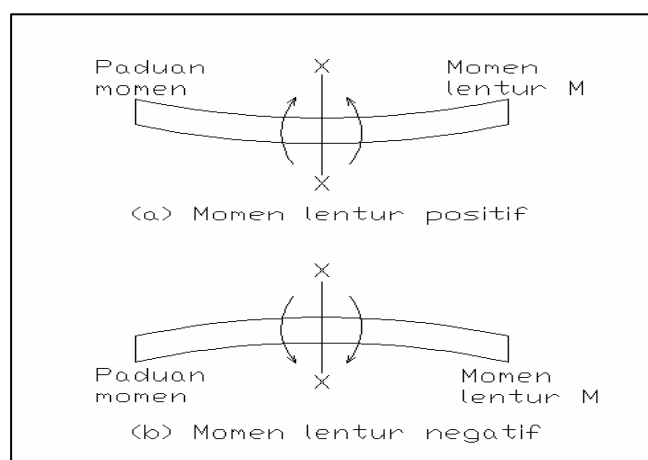 Paduan momen
X
Momen lentur M
X
(a) Momen lentur positif
X
Paduan momen
X
Momen lentur M
(b) Momen lentur negatif